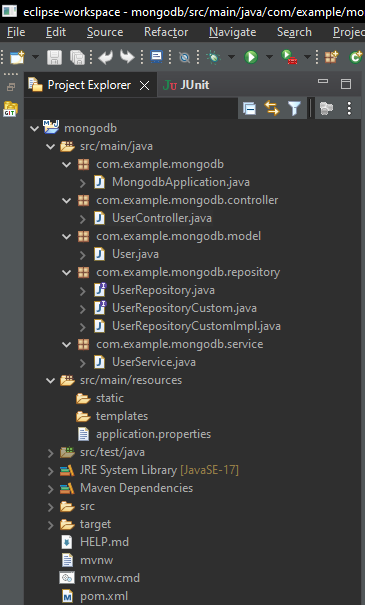 eclipse-workspace - mongodb/src/main/java/com/example/mo
File Edit Source Refactor Navigate Search Projec
Project Explorer JUnit
GIT
mongodb
src/main/java
com.example.mongodb
MongodbApplication.java
com.example.mongodb.controller
UserController.java
com.example.mongodb.model
User.java
com.example.mongodb.repository
UserRepository.java
UserRepositoryCustom.java
UserRepositoryCustomImpl.java
com.example.mongodb.service
UserService.java
src/main/resources
static
templates
application.properties
src/test/java
JRE System Library [JavaSE-17]
Maven Dependencies
src
target
HELP.md
mvnw
mvnw.cmd
pom.xml